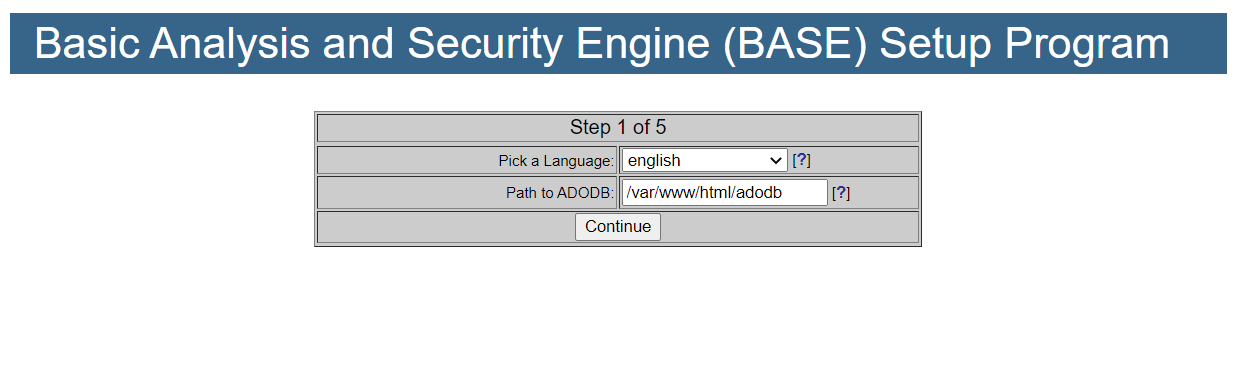 Basic Analysis and Security Engine (BASE) Setup Program
Step 1 of 5
Pick a Language: english [?]
Path to ADODB: /var/www/html/adodb [?]
Continue